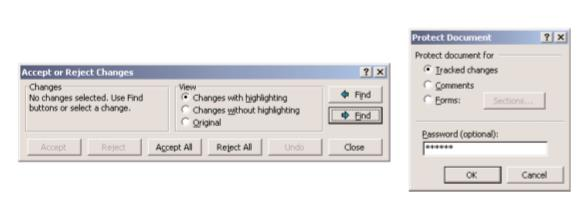 Accept or Reject Changes
Changes
No changes selected. Use Find
buttons or select a change.
View
Changes with highlighting
Changes without highlighting
Original
Find
Find
Accept
Reject
Accept All
Reject All
Undo
Close
Protect Document
Protect document for
Tracked changes
Comments
Forms:
Sections...
Password (optional):
******
OK
Cancel